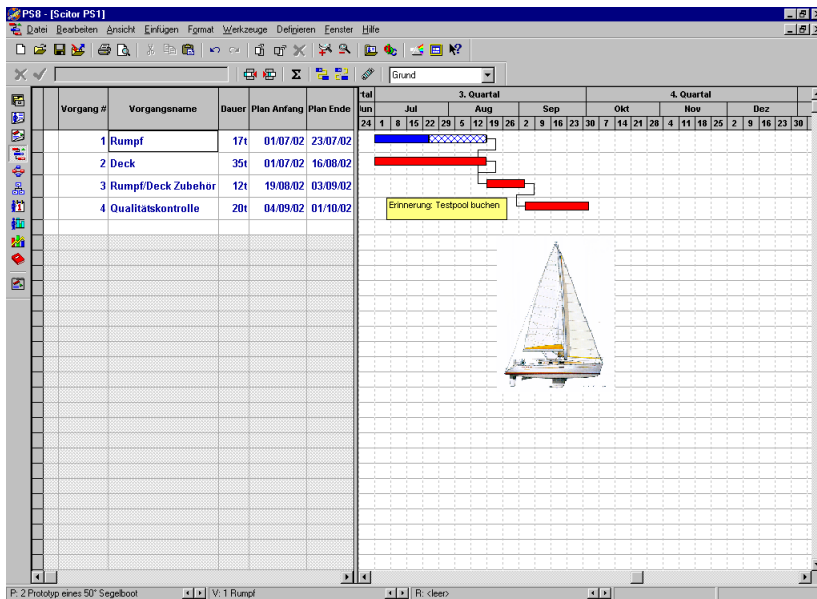 PS8 - [Scitor PS1]
Datei Bearbeiten Ansicht Einfügen Format Werkzeuge Definieren Fenster Hilfe
Grund
Vorgang # Vorgangsname Dauer Plan Anfang Plan Ende
tal 3. Quartal 4. Quartal
Jun Jul Aug Sep Okt Nov Dez
24 1 8 15 22 29 5 12 19 26 2 9 16 23 30 7 14 21 28 4 11 18 25 2 9 16 23 30
1 Rumpf 17t 01/07/02 23/07/02
2 Deck 35t 01/07/02 16/08/02
3 Rumpf/Deck Zubehör 12t 19/08/02 03/09/02
4 Qualitätskontrolle 20t 04/09/02 01/10/02
Erinnerung: Testpool buchen
P: 2 Prototyp eines 50° Segelboot V: 1 Rumpf R: <leer>